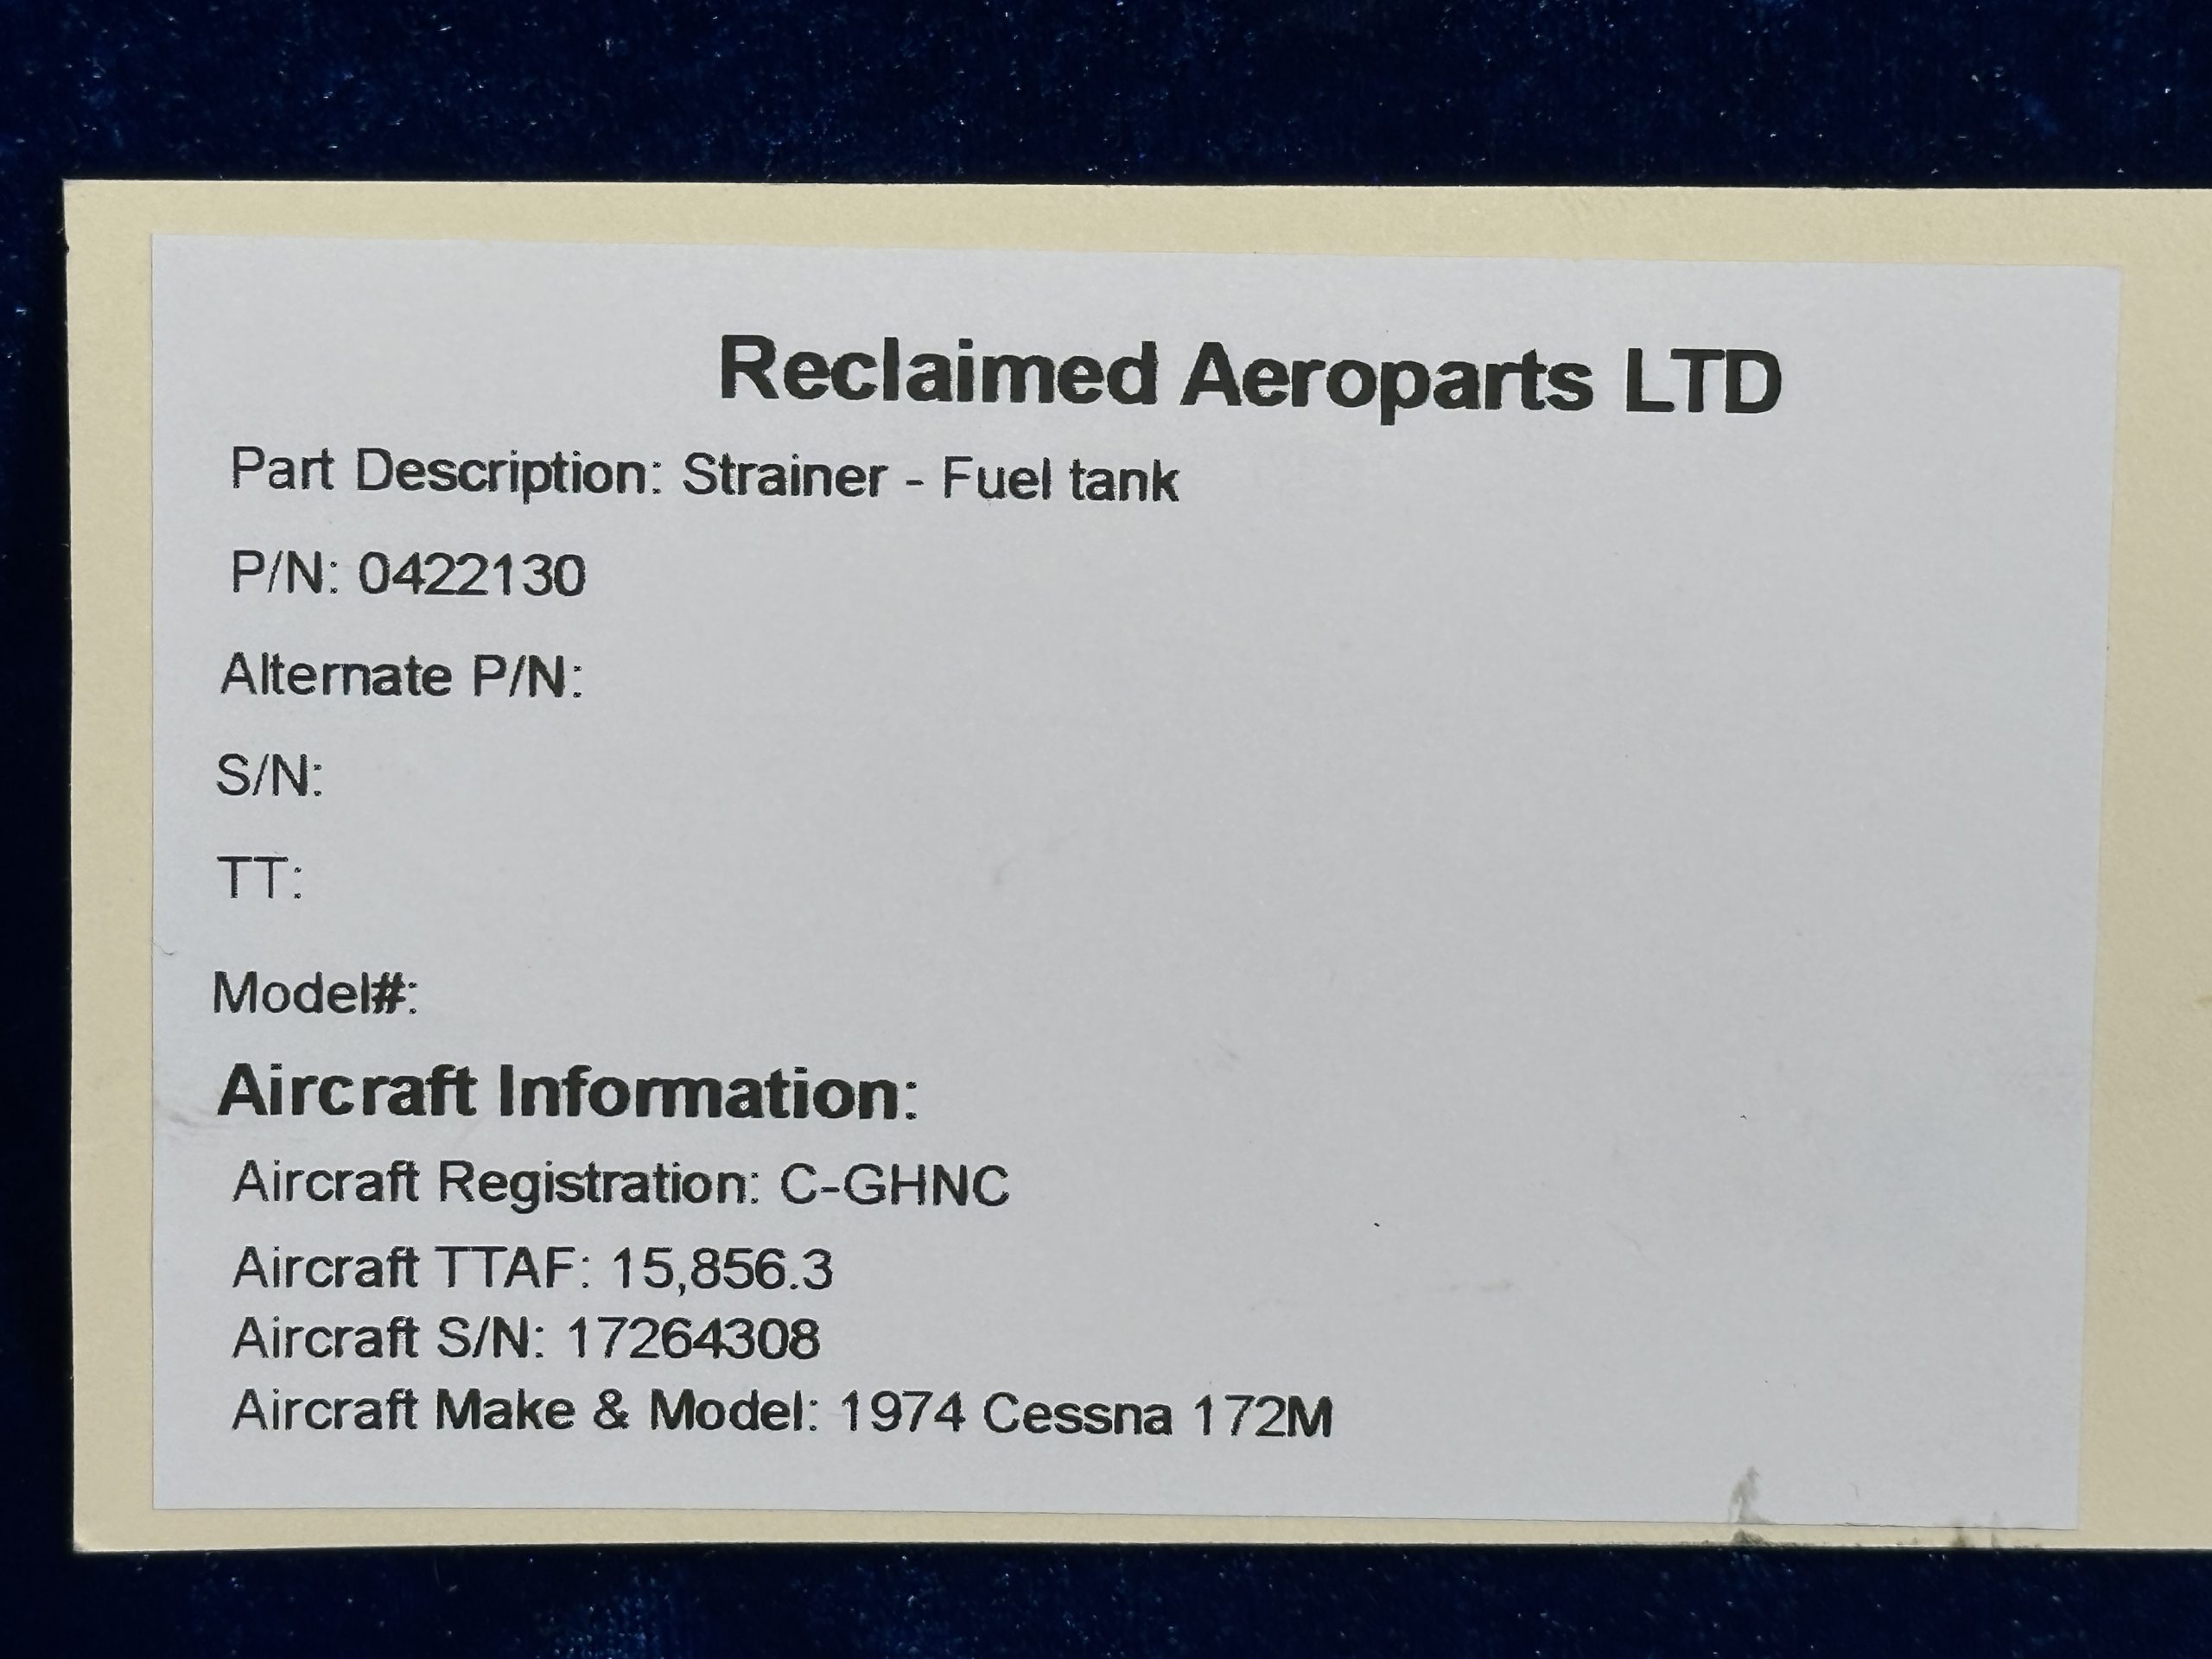 Reclaimed Aeroparts LTD
Part Description: Strainer - Fuel tank
P/N: 0422130
Alternate P/N:
S/N:
TT:
Model#:
Aircraft Information:
Aircraft Registration: C-GHNC
Aircraft TTAF: 15,856.3
Aircraft S/N: 17264308
Aircraft Make & Model: 1974 Cessna 172M